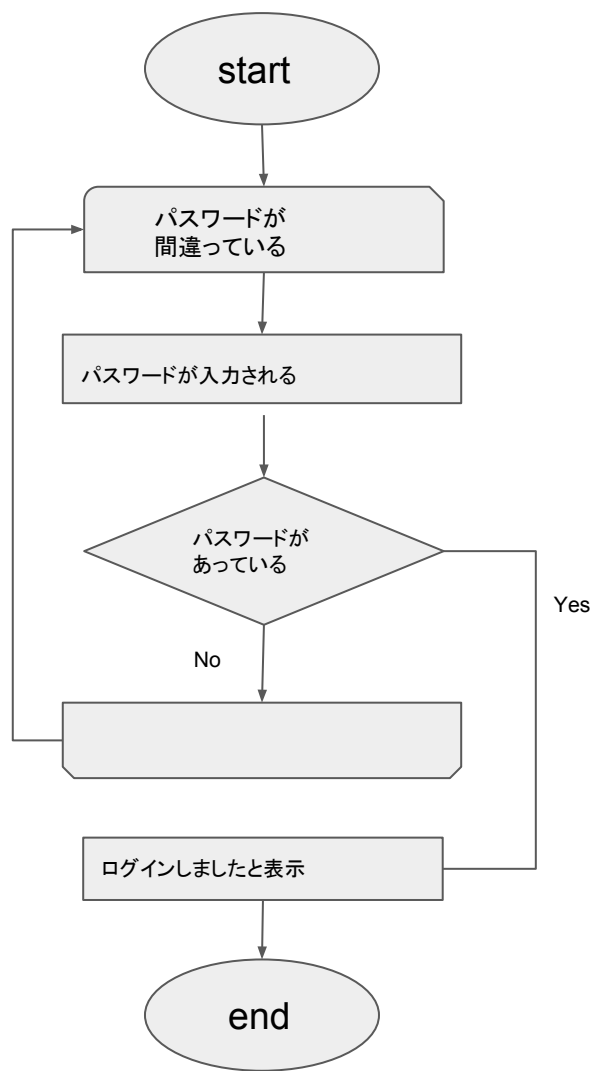 start
パスワードが
間違っている
パスワードが入力される
パスワードが
あっている
Yes
No
ログインしましたと表示
end